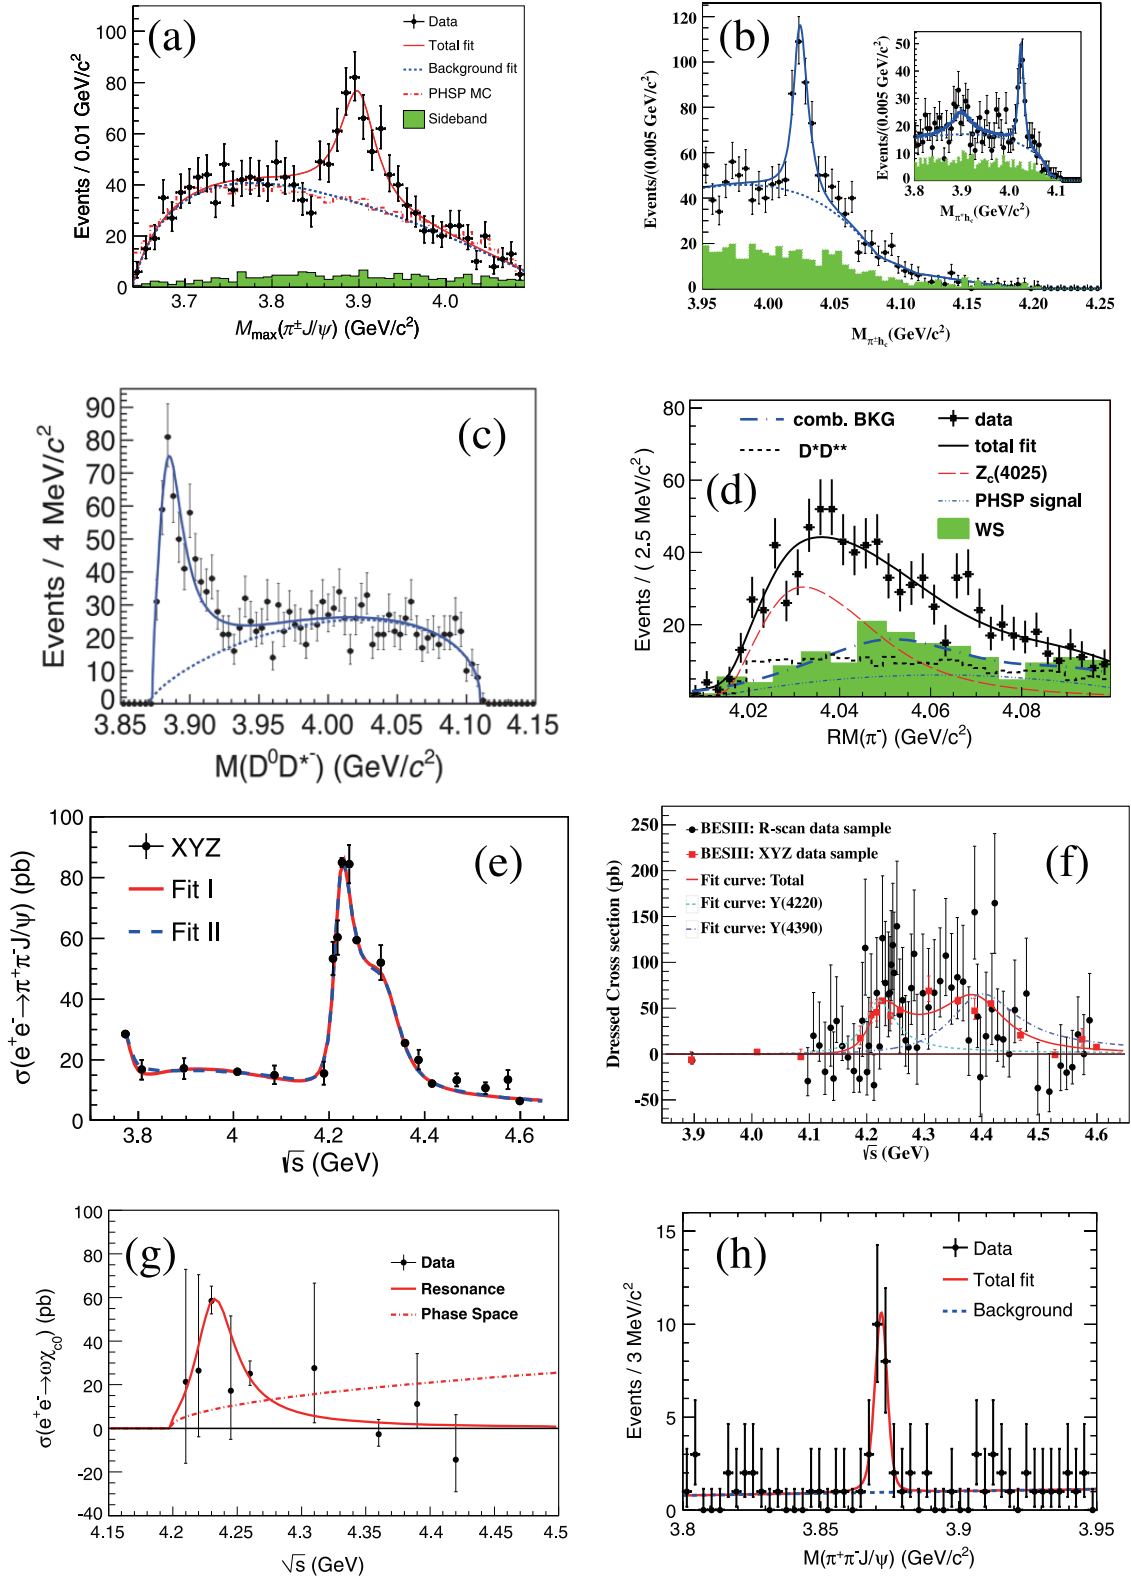 (a)
Data
Total fit
Background fit
PHSP MC
Sideband
Events / 0.01 GeV/c²
100
80
60
40
20
0
3.7 3.8 3.9 4.0
M_max(π±J/ψ) (GeV/c²)
(b)
Events/(0.005 GeV/c²)
120
100
80
60
40
20
0
3.95 4.00 4.05 4.10 4.15 4.20 4.25
M_π±h_c (GeV/c²)
Events/(0.005 GeV/c²)
50
40
30
20
10
0
3.8 3.9 4.0 4.1
M_π⁺h_c (GeV/c²)
(c)
Events / 4 MeV/c²
90
80
70
60
50
40
30
20
10
0
3.85 3.90 3.95 4.00 4.05 4.10 4.15
M(D⁰D*⁻) (GeV/c²)
(d)
comb. BKG
D*D**
data
total fit
Z_c(4025)
PHSP signal
WS
Events / ( 2.5 MeV/c²)
80
60
40
20
0
4.02 4.04 4.06 4.08
RM(π⁻) (GeV/c²)
(e)
XYZ
Fit I
Fit II
σ(e⁺e⁻→π⁺π⁻J/ψ) (pb)
100
80
60
40
20
0
3.8 4 4.2 4.4 4.6
√s (GeV)
(f)
BESIII: R-scan data sample
BESIII: XYZ data sample
Fit curve: Total
Fit curve: Y(4220)
Fit curve: Y(4390)
Dressed Cross section (pb)
250
200
150
100
50
0
-50
3.9 4 4.1 4.2 4.3 4.4 4.5 4.6
√s (GeV)
(g)
Data
Resonance
Phase Space
σ(e⁺e⁻→ωχ_c0) (pb)
100
80
60
40
20
0
-20
-40
4.15 4.2 4.25 4.3 4.35 4.4 4.45 4.5
√s (GeV)
(h)
Data
Total fit
Background
Events / 3 MeV/c²
15
10
5
0
3.8 3.85 3.9 3.95
M(π⁺π⁻J/ψ) (GeV/c²)